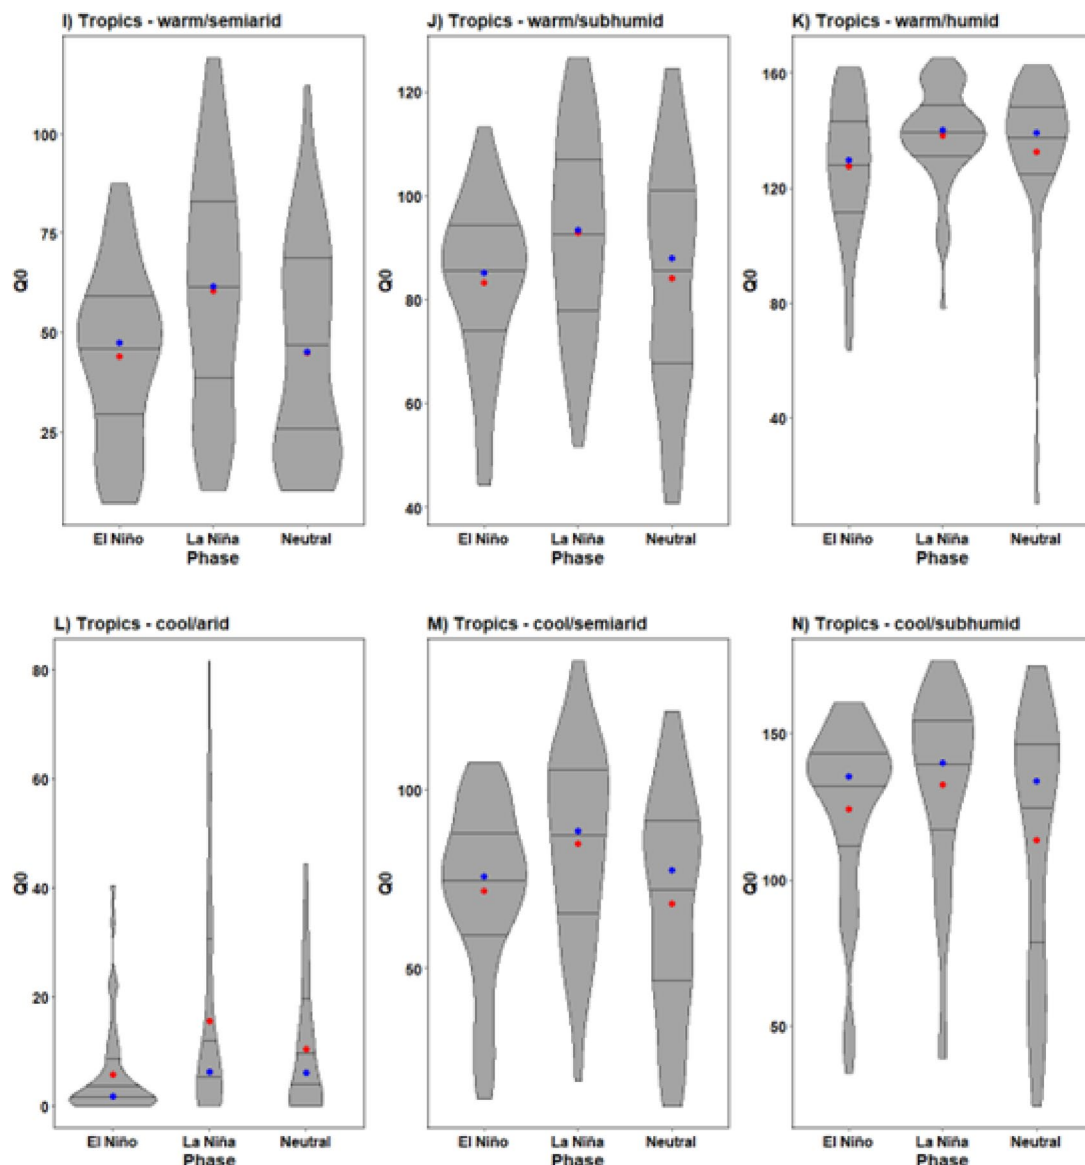 I) Tropics - warm/semiarid
J) Tropics - warm/subhumid
K) Tropics - warm/humid
Q0
100
75
50
25
El Niño La Niña Neutral
Phase
Q0
120
100
80
60
40
El Niño La Niña Neutral
Phase
Q0
160
120
80
40
El Niño La Niña Neutral
Phase
L) Tropics - cool/arid
M) Tropics - cool/semiarid
N) Tropics - cool/subhumid
Q0
80
60
40
20
0
El Niño La Niña Neutral
Phase
Q0
100
50
El Niño La Niña Neutral
Phase
Q0
150
100
50
El Niño La Niña Neutral
Phase